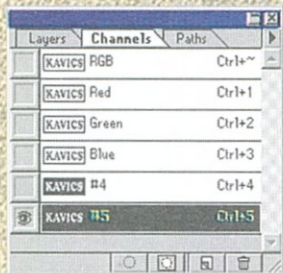 Layers Channels Paths
KAVICS RGB Ctrl+~
KAVICS Red Ctrl+1
KAVICS Green Ctrl+2
KAVICS Blue Ctrl+3
KAVICS #4 Ctrl+4
KAVICS #5 Ctrl+5